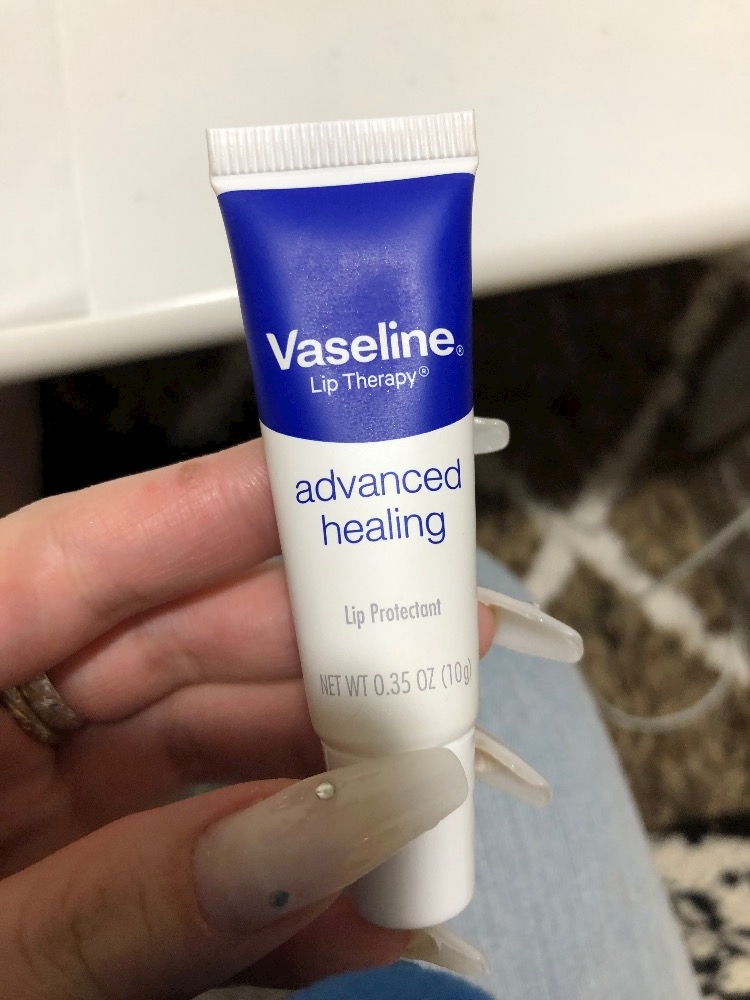 Vaseline®
Lip Therapy®
advanced
healing
Lip Protectant
NET WT 0.35 OZ (10g)